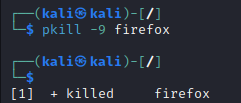 ┌──(kali㉿kali)-[/]
└─$ pkill -9 firefox
┌──(kali㉿kali)-[/]
└─$
[1]  + killed     firefox